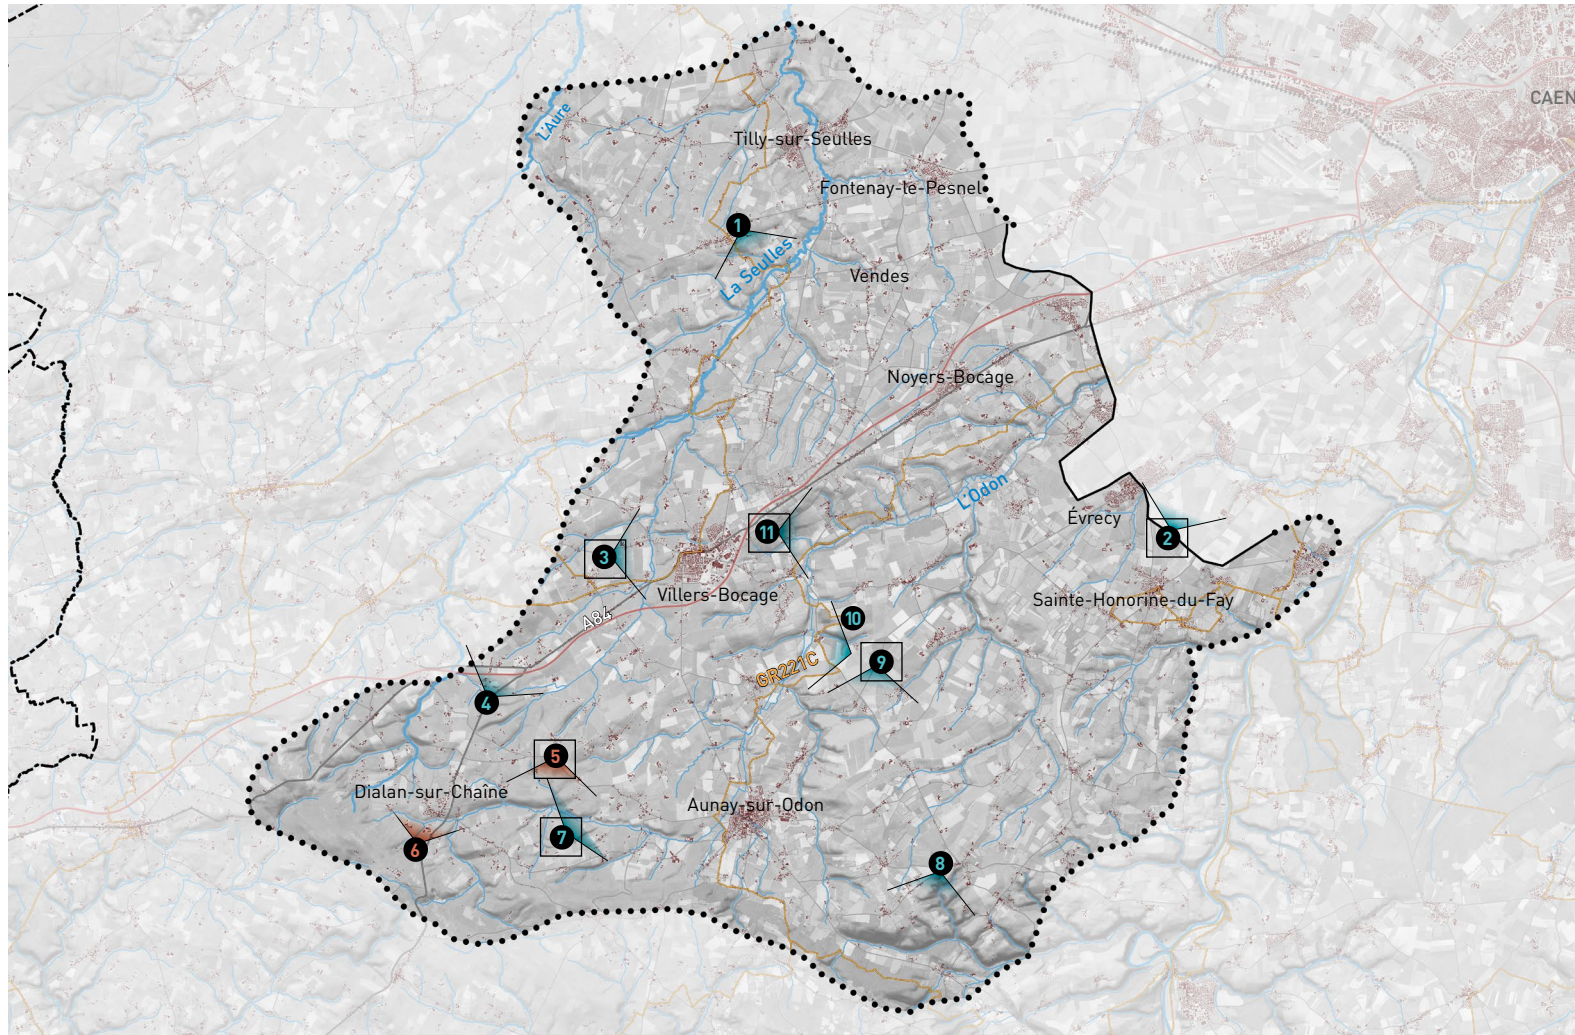 CAEN
L'Aure
Tilly-sur-Seulles
Fontenay-le-Pesnel
1
La Seulles
Vendes
Noyers-Bocage
L'Odon
Évrecy
2
11
3
Villers-Bocage
Sainte-Honorine-du-Fay
A84
10
9
GR221C
4
5
Dialan-sur-Chaîne
Aunay-sur-Odon
7
6
8